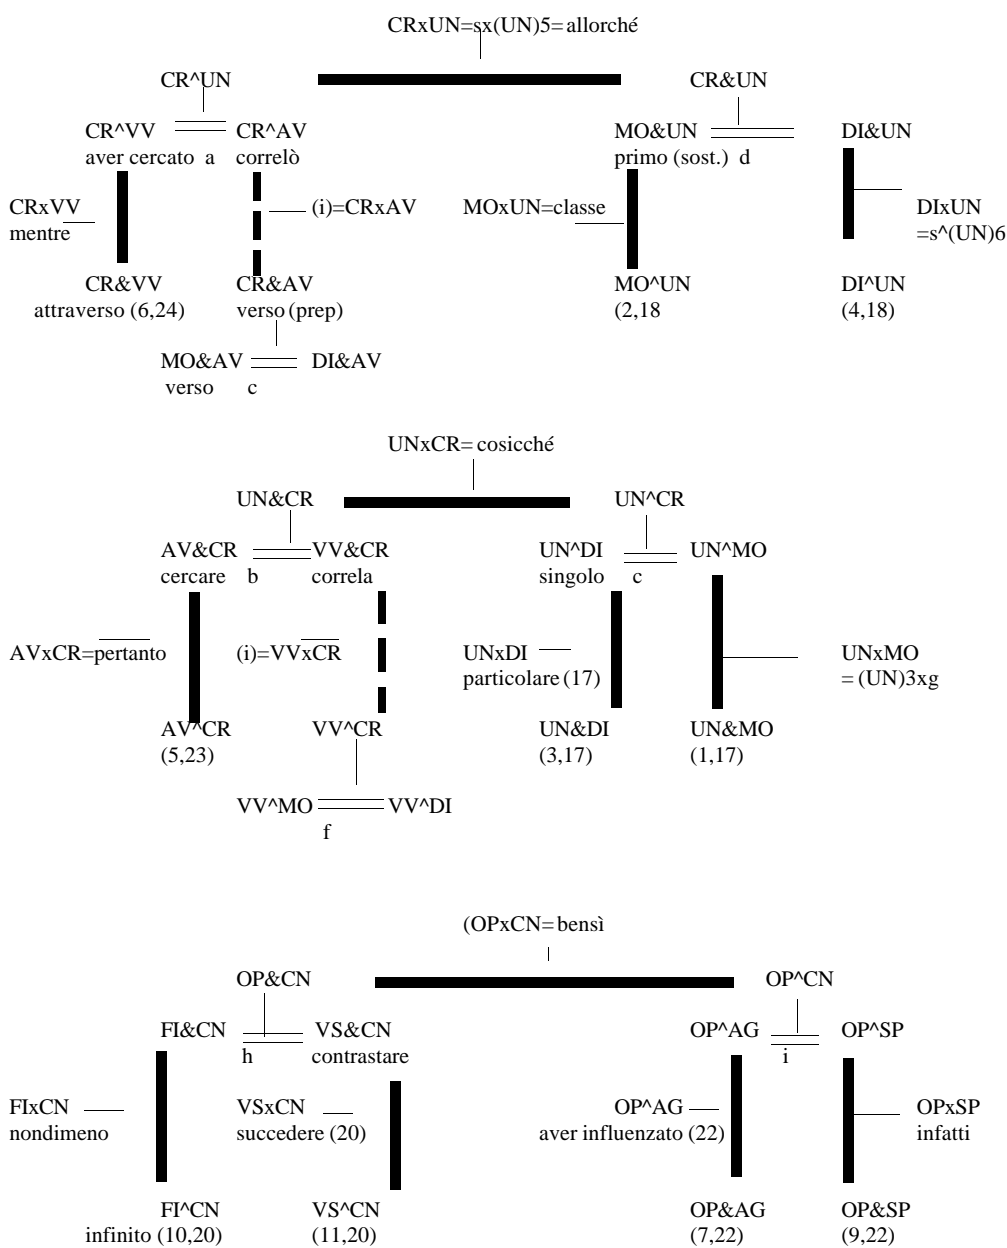 CRxUN=sx(UN)5=allorché
CR^UN CR&UN
CR^VV CR^AV MO&UN DI&UN
aver cercato a correlò primo (sost.) d
CRxVV (i)=CRxAV MOxUN=classe DIxUN
mentre =s^(UN)6
CR&VV CR&AV MO^UN DI^UN
attraverso (6,24) verso (prep) (2,18 (4,18)
MO&AV DI&AV
verso c
UNxCR=cosicché
UN&CR UN^CR
AV&CR VV&CR UN^DI UN^MO
cercare b correla singolo c
AVxCR=pertanto (i)=VVxCR UNxDI UNxMO
particolare (17) = (UN)3xg
AV^CR VV^CR UN&DI UN&MO
(5,23) (3,17) (1,17)
VV^MO VV^DI
f
(OPxCN=bensì
OP&CN OP^CN
FI&CN VS&CN OP^AG OP^SP
h contrastare i
FIxCN VSxCN OP^AG OPxSP
nondimeno succedere (20) aver influenzato (22) infatti
FI^CN VS^CN OP&AG OP&SP
infinito (10,20) (11,20) (7,22) (9,22)